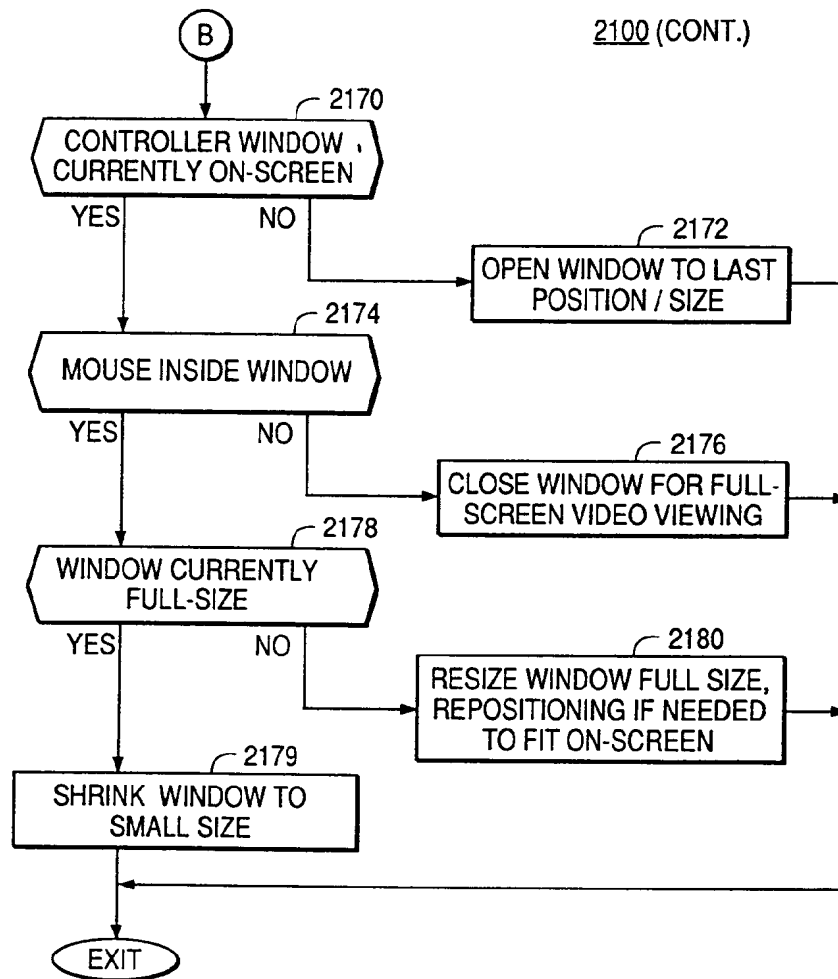 B
2100 (CONT.)
2170
CONTROLLER WINDOW
CURRENTLY ON-SCREEN
YES
NO
2172
OPEN WINDOW TO LAST
POSITION / SIZE
2174
MOUSE INSIDE WINDOW
YES
NO
2176
CLOSE WINDOW FOR FULL-
SCREEN VIDEO VIEWING
2178
WINDOW CURRENTLY
FULL-SIZE
YES
NO
2180
RESIZE WINDOW FULL SIZE,
REPOSITIONING IF NEEDED
TO FIT ON-SCREEN
2179
SHRINK WINDOW TO
SMALL SIZE
EXIT